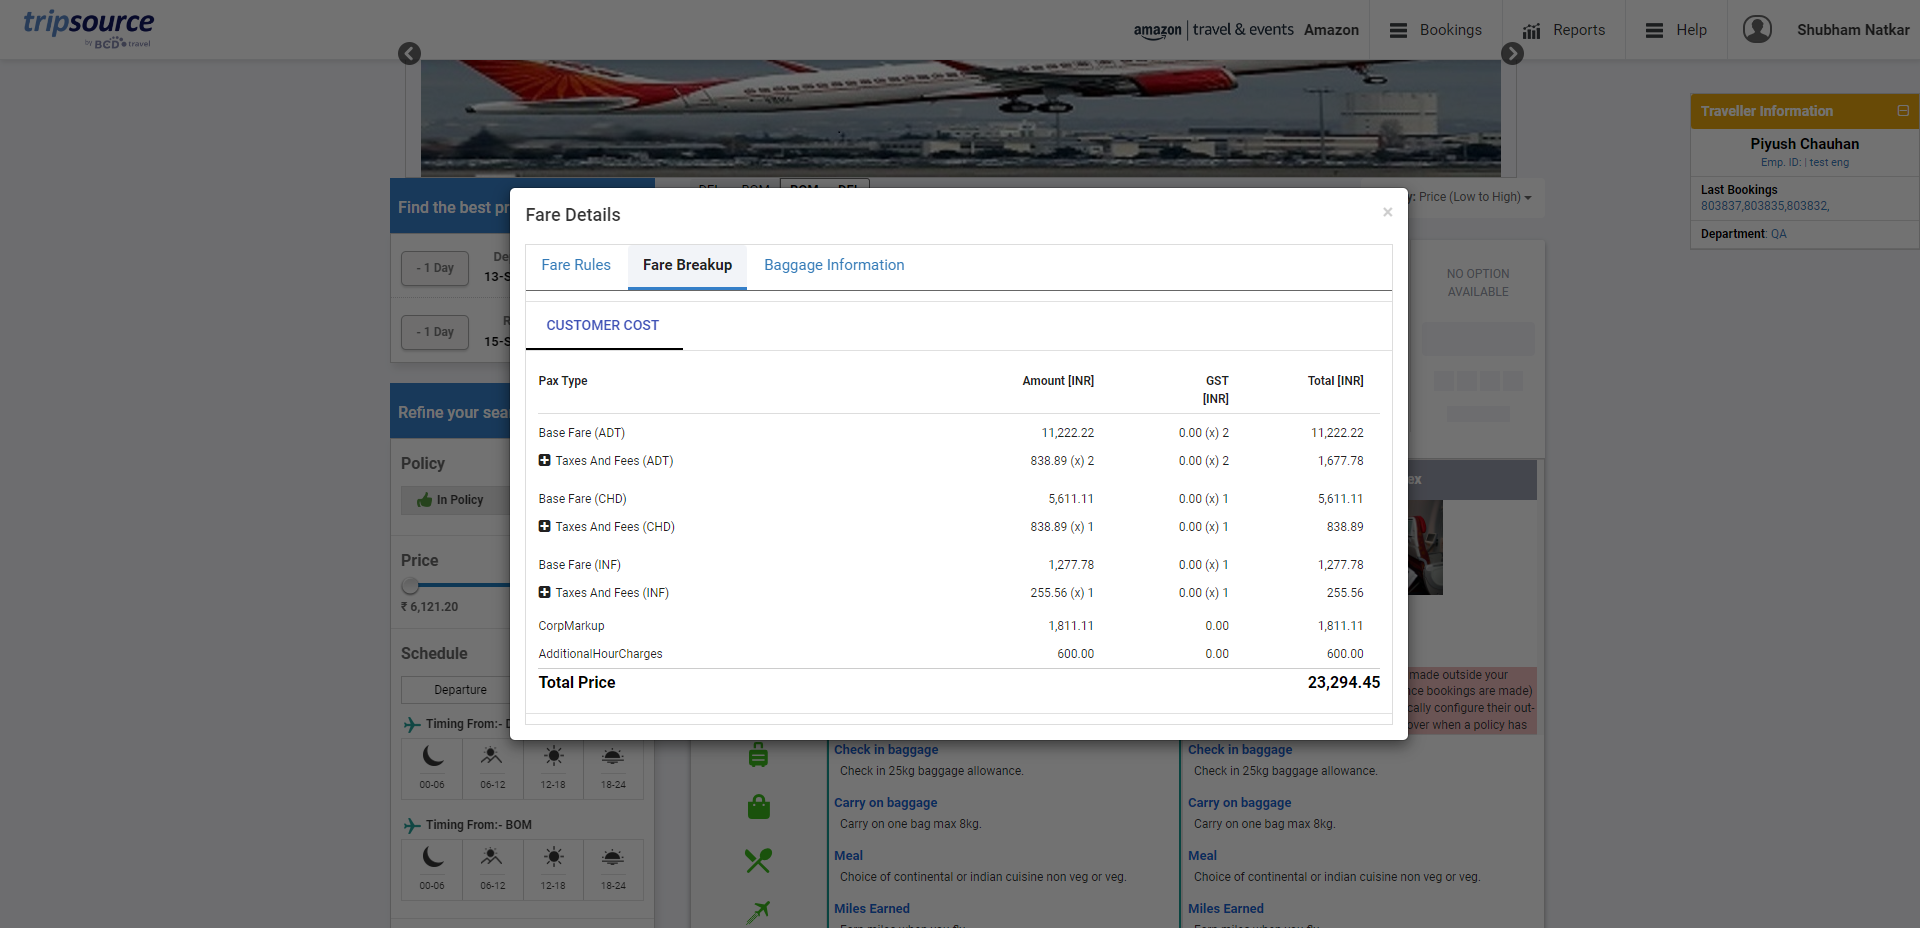 tripsource
by BCD travel
amazon | travel & events Amazon
Bookings
Reports
Help
Shubham Natkar
Traveller Information
Piyush Chauhan
Emp. ID: | test eng
Last Bookings
803837,803835,803832,
Department: QA
Find the best pr
y: Price (Low to High)
- 1 Day
13-S
- 1 Day
15-S
NO OPTION
AVAILABLE
Refine your sea
Policy
In Policy
Price
₹ 6,121.20
Schedule
Departure
Timing From:- D
00-06
06-12
12-18
18-24
Timing From:- BOM
00-06
06-12
12-18
18-24
Fare Details
×
Fare Rules
Fare Breakup
Baggage Information
CUSTOMER COST
Pax Type Amount [INR] GST [INR] Total [INR]
Base Fare (ADT) 11,222.22 0.00 (x) 2 11,222.22
Taxes And Fees (ADT) 838.89 (x) 2 0.00 (x) 2 1,677.78
Base Fare (CHD) 5,611.11 0.00 (x) 1 5,611.11
Taxes And Fees (CHD) 838.89 (x) 1 0.00 (x) 1 838.89
Base Fare (INF) 1,277.78 0.00 (x) 1 1,277.78
Taxes And Fees (INF) 255.56 (x) 1 0.00 (x) 1 255.56
CorpMarkup 1,811.11 0.00 1,811.11
AdditionalHourCharges 600.00 0.00 600.00
Total Price 23,294.45
ex
made outside your
nce bookings are made)
cally configure their out-
over when a policy has
Check in baggage
Check in 25kg baggage allowance.
Carry on baggage
Carry on one bag max 8kg.
Meal
Choice of continental or indian cuisine non veg or veg.
Miles Earned
Check in baggage
Check in 25kg baggage allowance.
Carry on baggage
Carry on one bag max 8kg.
Meal
Choice of continental or indian cuisine non veg or veg.
Miles Earned